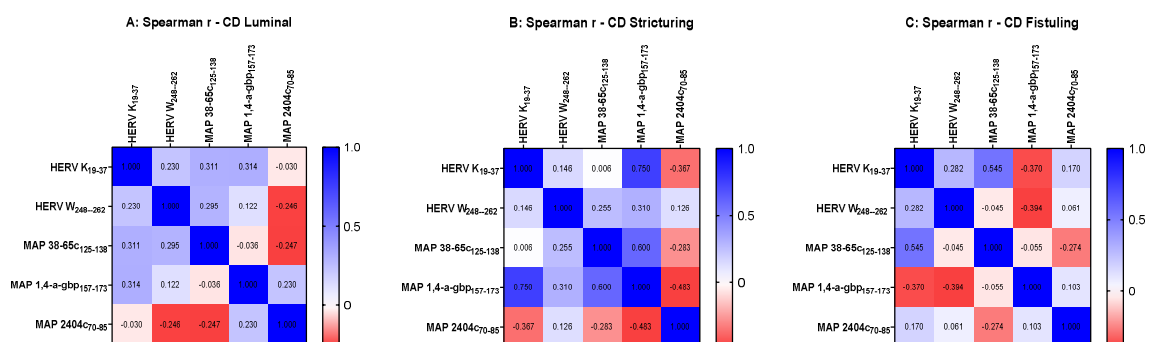 A: Spearman r - CD Luminal
HERV K19-37
HERV W248--262
MAP 38-65c125-138
MAP 1,4-a-gbp157-173
MAP 2404c70-85
HERV K19-37 1.000 0.230 0.311 0.314 -0.030
HERV W248--262 0.230 1.000 0.295 0.122 -0.246
MAP 38-65c125-138 0.311 0.295 1.000 -0.036 -0.247
MAP 1,4-a-gbp157-173 0.314 0.122 -0.036 1.000 0.230
MAP 2404c70-85 -0.030 -0.246 -0.247 0.230 1.000
1.0
0.5
0
B: Spearman r - CD Stricturing
HERV K19-37
HERV W248--262
MAP 38-65c125-138
MAP 1,4-a-gbp157-173
MAP 2404c70-85
HERV K19-37 1.000 0.146 0.006 0.750 -0.367
HERV W248--262 0.146 1.000 0.255 0.310 0.126
MAP 38-65c125-138 0.006 0.255 1.000 0.600 -0.283
MAP 1,4-a-gbp157-173 0.750 0.310 0.600 1.000 -0.483
MAP 2404c70-85 -0.367 0.126 -0.283 -0.483 1.000
1.0
0.5
0
C: Spearman r - CD Fistuling
HERV K19-37
HERV W248--262
MAP 38-65c125-138
MAP 1,4-a-gbp157-173
MAP 2404c70-85
HERV K19-37 1.000 0.282 0.545 -0.370 0.170
HERV W248--262 0.282 1.000 -0.045 -0.394 0.061
MAP 38-65c125-138 0.545 -0.045 1.000 -0.055 -0.274
MAP 1,4-a-gbp157-173 -0.370 -0.394 -0.055 1.000 0.103
MAP 2404c70-85 0.170 0.061 -0.274 0.103 1.000
1.0
0.5
0